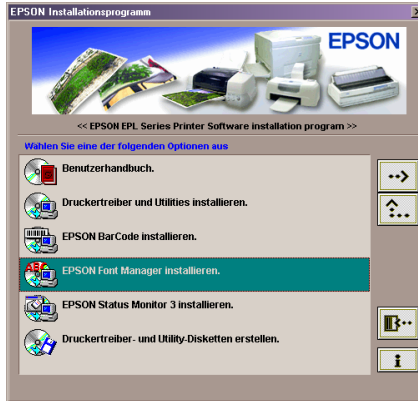 EPSON Installationsprogramm
EPSON
<< EPSON EPL Series Printer Software installation program >>
Wählen Sie eine der folgenden Optionen aus
Benutzerhandbuch.
Druckertreiber und Utilities installieren.
EPSON BarCode installieren.
ABC
EPSON Font Manager installieren.
EPSON Status Monitor 3 installieren.
Druckertreiber- und Utility-Disketten erstellen.
i